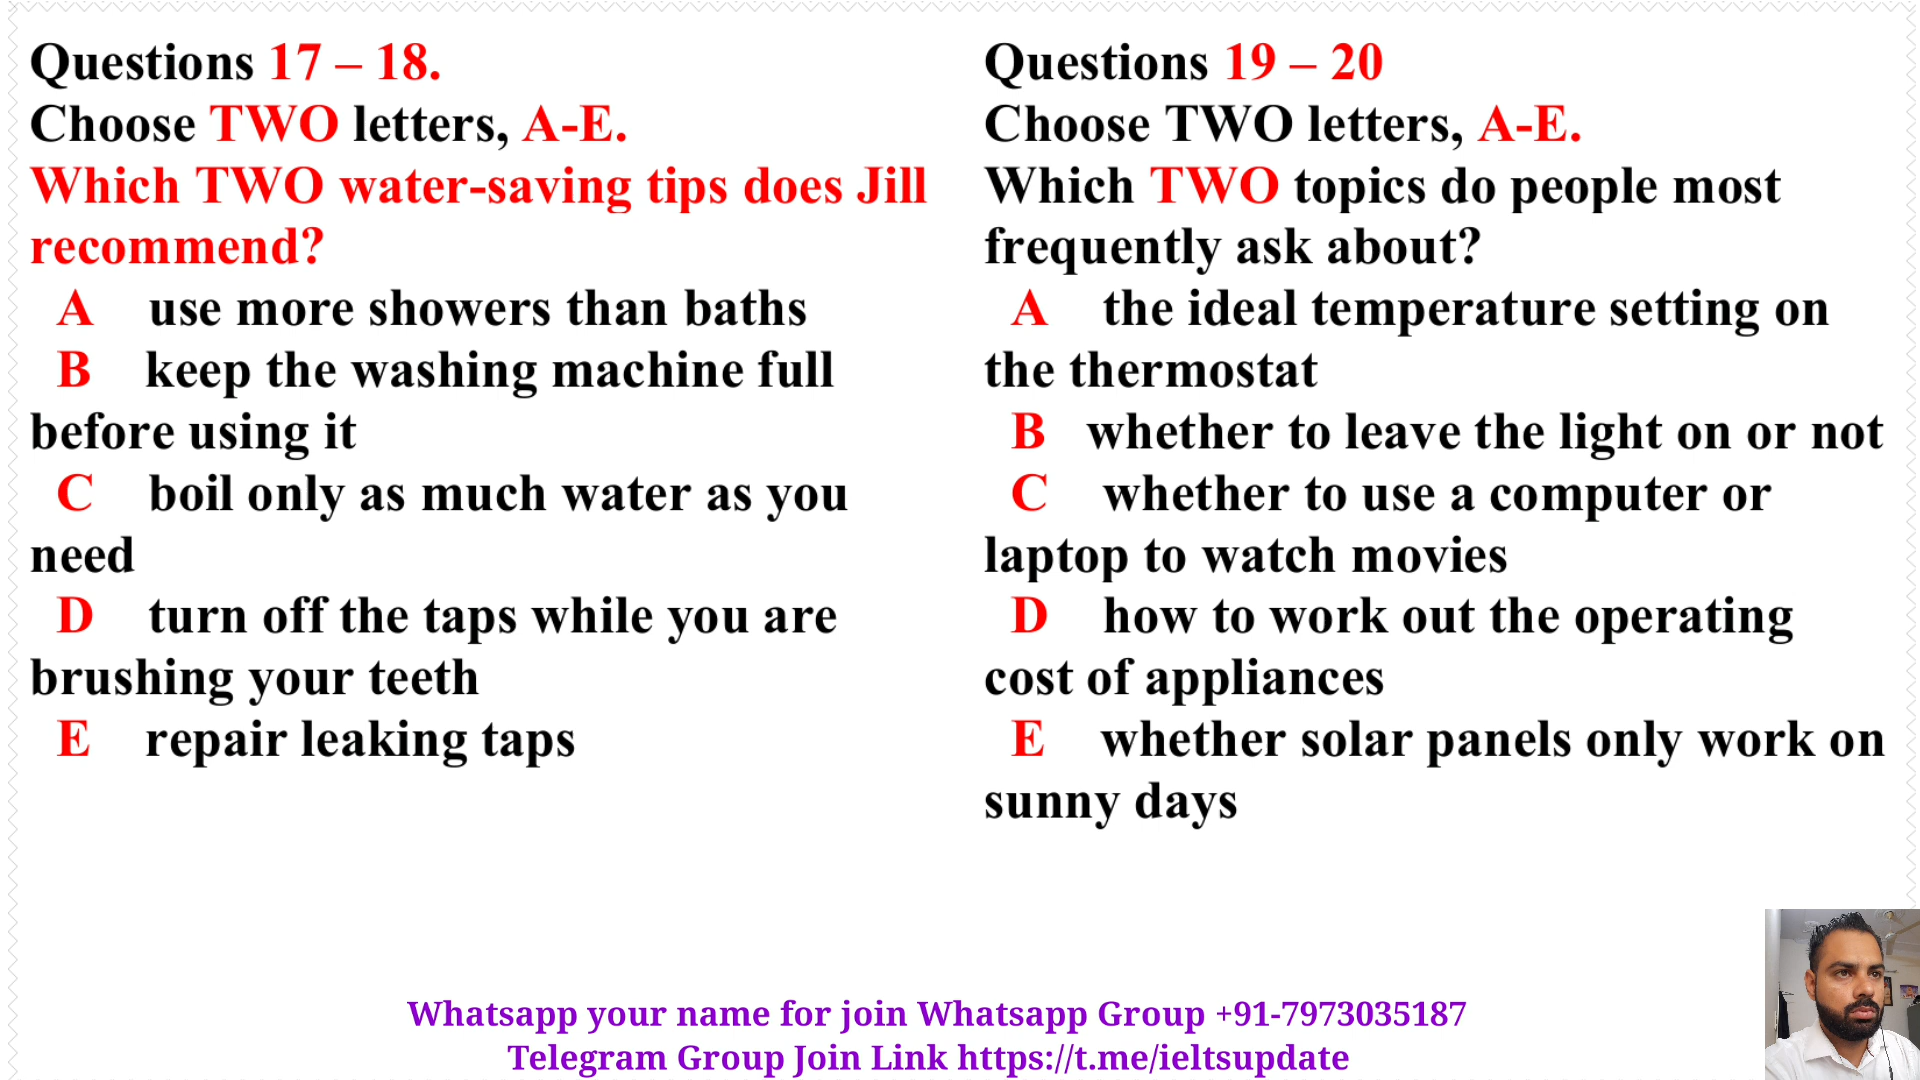 Questions 17 – 18.
Choose TWO letters, A-E.
Which TWO water-saving tips does Jill
recommend?
A use more showers than baths
B keep the washing machine full
before using it
C boil only as much water as you
need
D turn off the taps while you are
brushing your teeth
E repair leaking taps
Questions 19 – 20
Choose TWO letters, A-E.
Which TWO topics do people most
frequently ask about?
A the ideal temperature setting on
the thermostat
B whether to leave the light on or not
C whether to use a computer or
laptop to watch movies
D how to work out the operating
cost of appliances
E whether solar panels only work on
sunny days
Whatsapp your name for join Whatsapp Group +91-7973035187
Telegram Group Join Link https://t.me/ieltsupdate